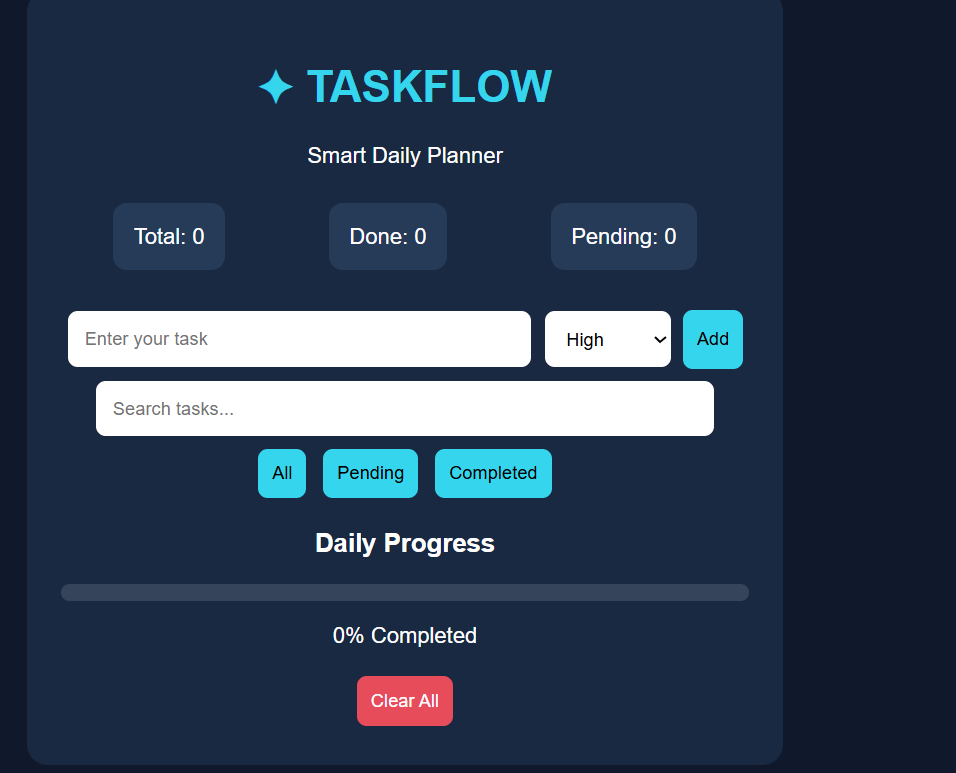 ✦ TASKFLOW
Smart Daily Planner
Total: 0 Done: 0 Pending: 0
Enter your task High Add
Search tasks...
All Pending Completed
Daily Progress
0% Completed
Clear All